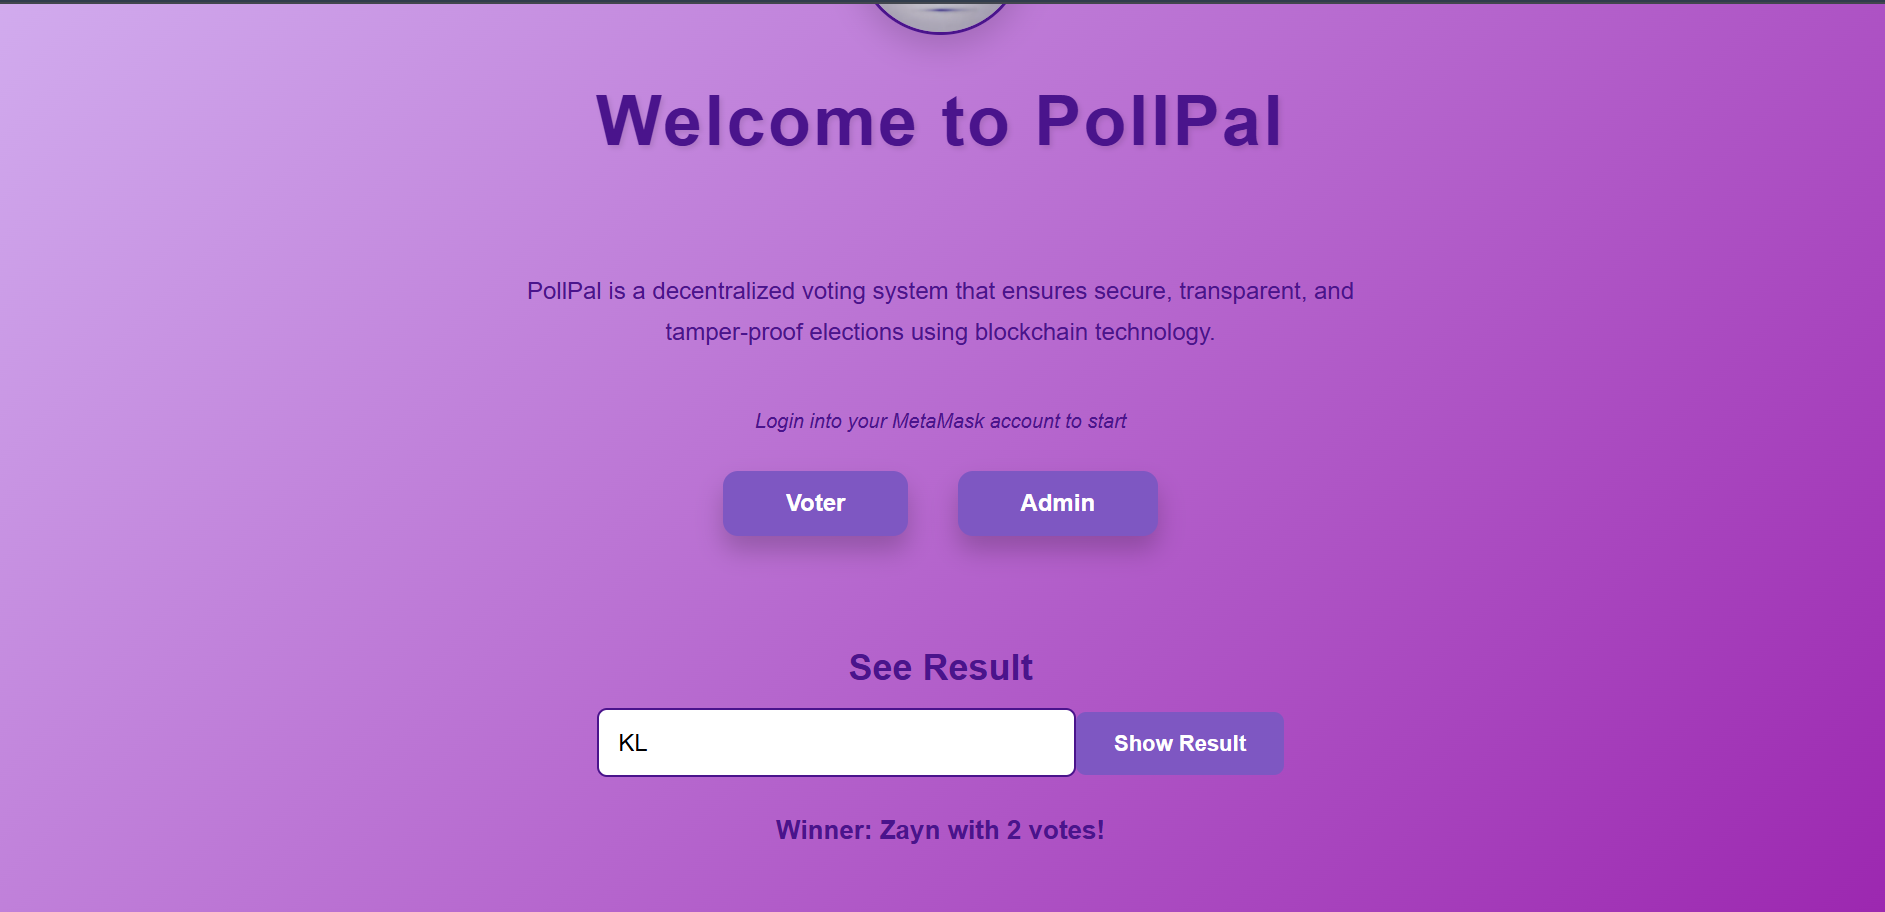 Welcome to PollPal
PollPal is a decentralized voting system that ensures secure, transparent, and
tamper-proof elections using blockchain technology.
Login into your MetaMask account to start
Voter
Admin
See Result
KL
Show Result
Winner: Zayn with 2 votes!